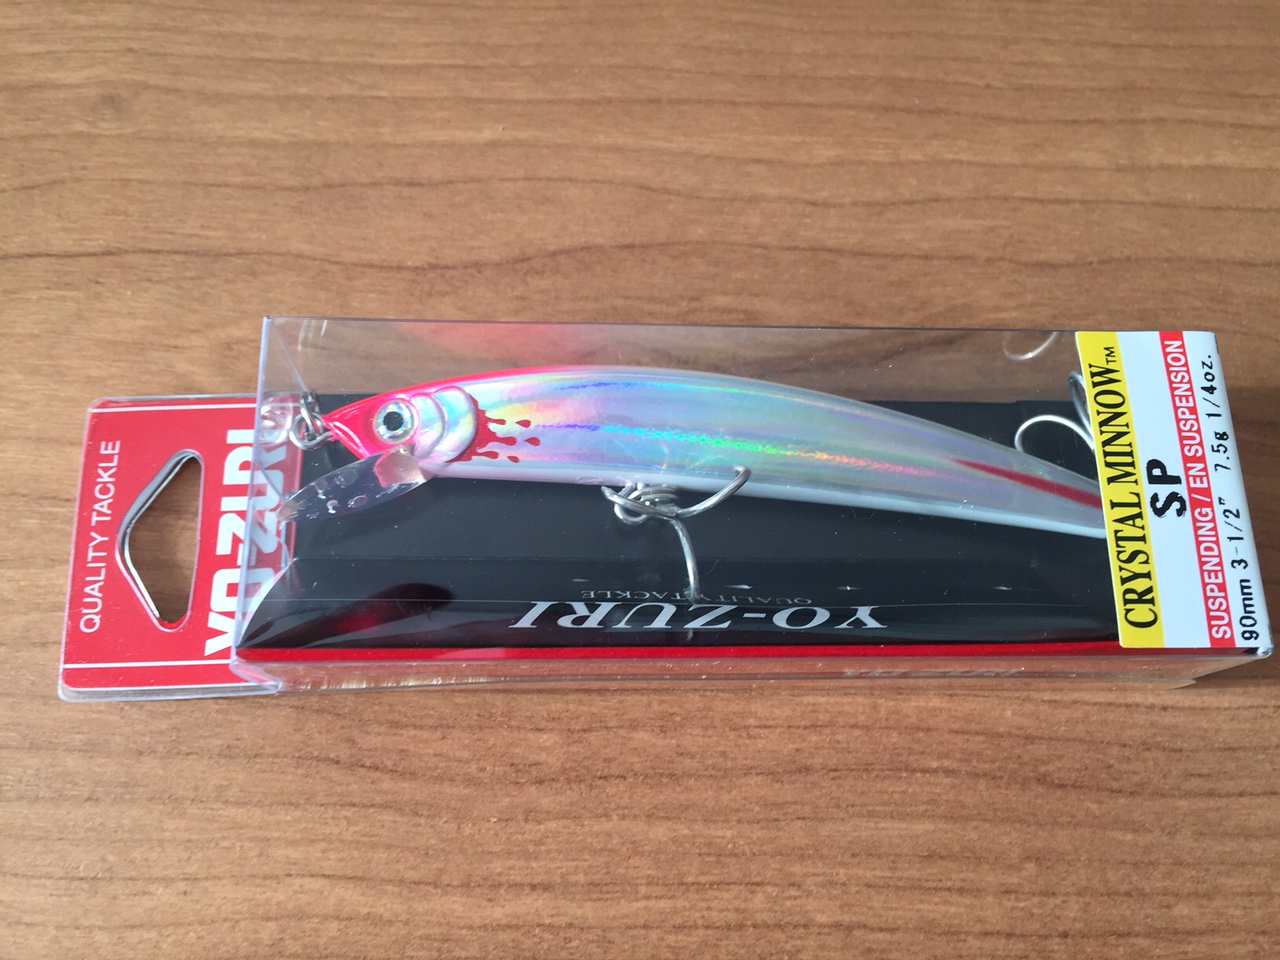 QUALITY TACKLE
YO-ZURI
YO-ZURI
QUALITY TACKLE
CRYSTAL MINNOW™
SP
SUSPENDING / EN SUSPENSION
90mm 3-1/2" 7.5g 1/4oz.